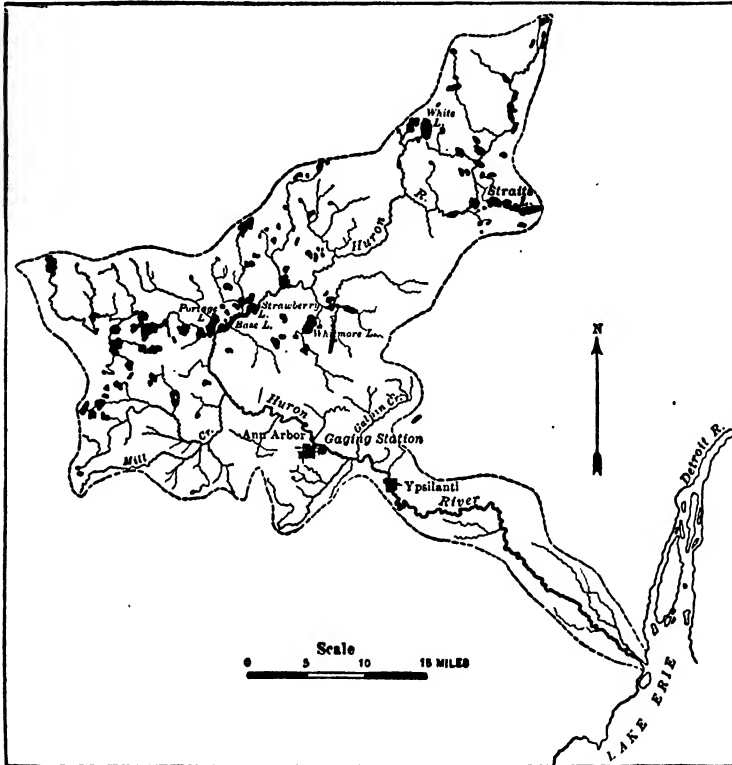 White
L.
Straits
L.
Huron
R.
Portage
L.
Strawberry
L.
Base L.
Whitmore L.
N
Huron
Ann Arbor
Gaging Station
Mill
Cr.
Ypsilanti
River
Detroit R.
Scale
0 5 10 15 MILES
LAKE ERIE